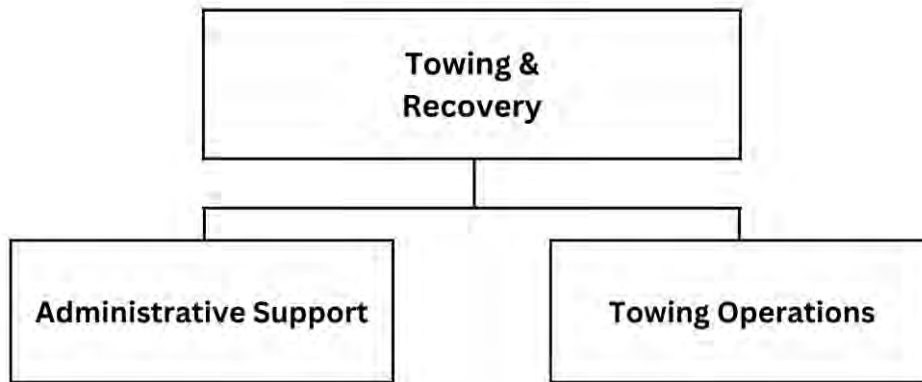 Towing &
Recovery
Administrative Support
Towing Operations